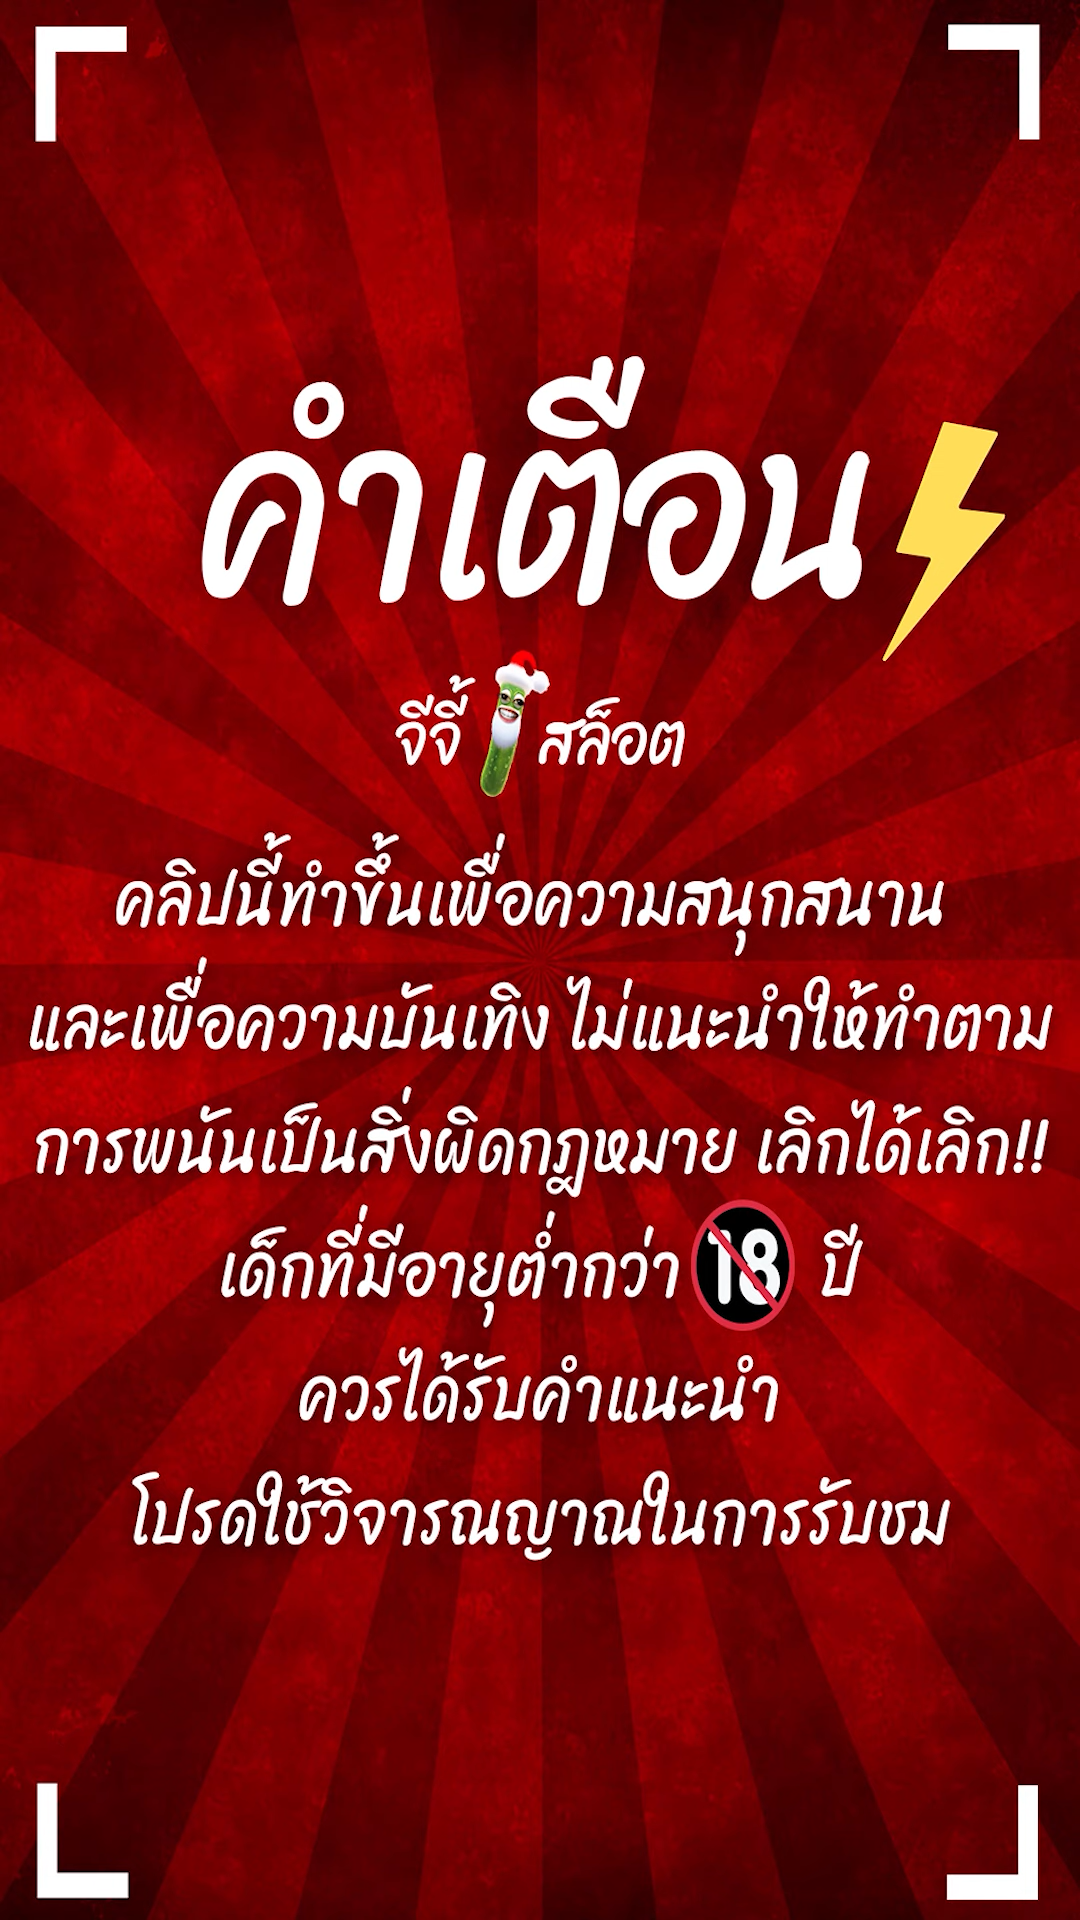 คำเตือน
จีจี้ สล็อต
คลิปนี้ทำขึ้นเพื่อความสนุกสนาน
และเพื่อความบันเทิง ไม่แนะนำให้ทำตาม
การพนันเป็นสิ่งผิดกฎหมาย เลิกได้เลิก!!
เด็กที่มีอายุต่ำกว่า 18 ปี
ควรได้รับคำแนะนำ
โปรดใช้วิจารณญาณในการรับชม